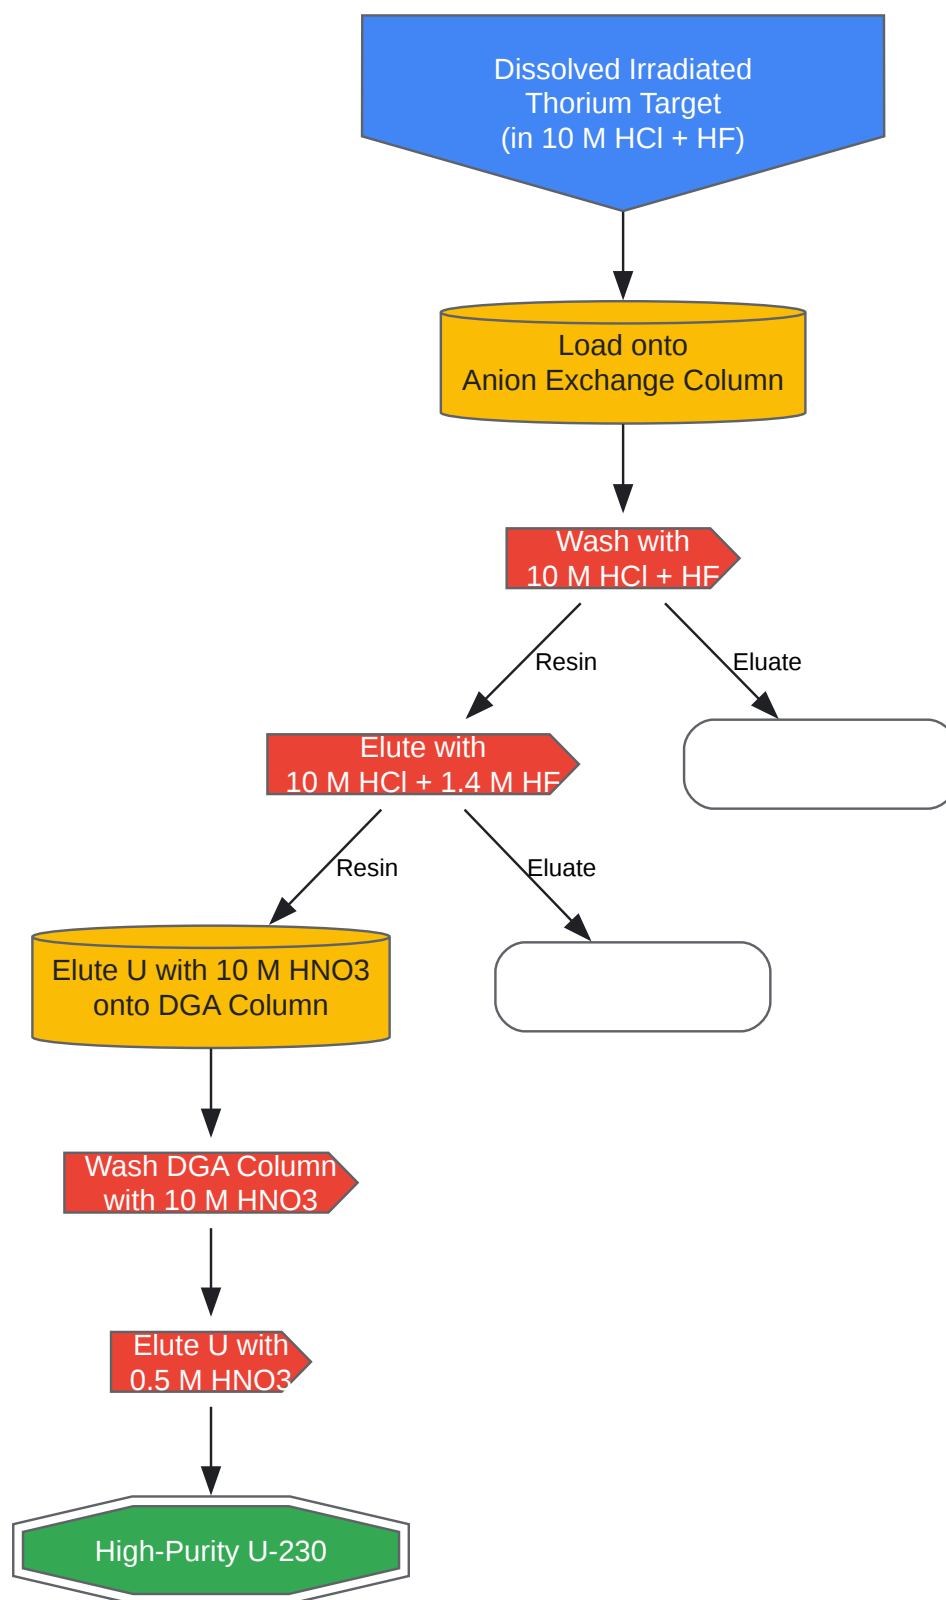 Dissolved Irradiated
Thorium Target
(in 10 M HCl + HF)
Load onto
Anion Exchange Column
Wash with
10 M HCl + HF
Resin
Eluate
Elute with
10 M HCl + 1.4 M HF
Resin
Eluate
Elute U with 10 M HNO3
onto DGA Column
Wash DGA Column
with 10 M HNO3
Elute U with
0.5 M HNO3
High-Purity U-230